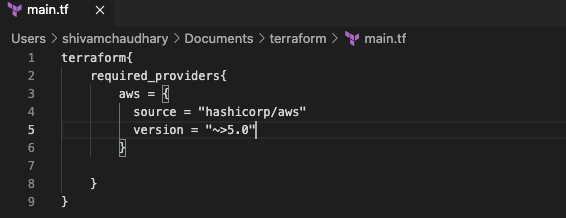 main.tf ×
Users > shivamchaudhary > Documents > terraform > main.tf
1 terraform{
2     required_providers{
3         aws = {
4           source = "hashicorp/aws"
5           version = "~>5.0"
6         }
7
8     }
9 }